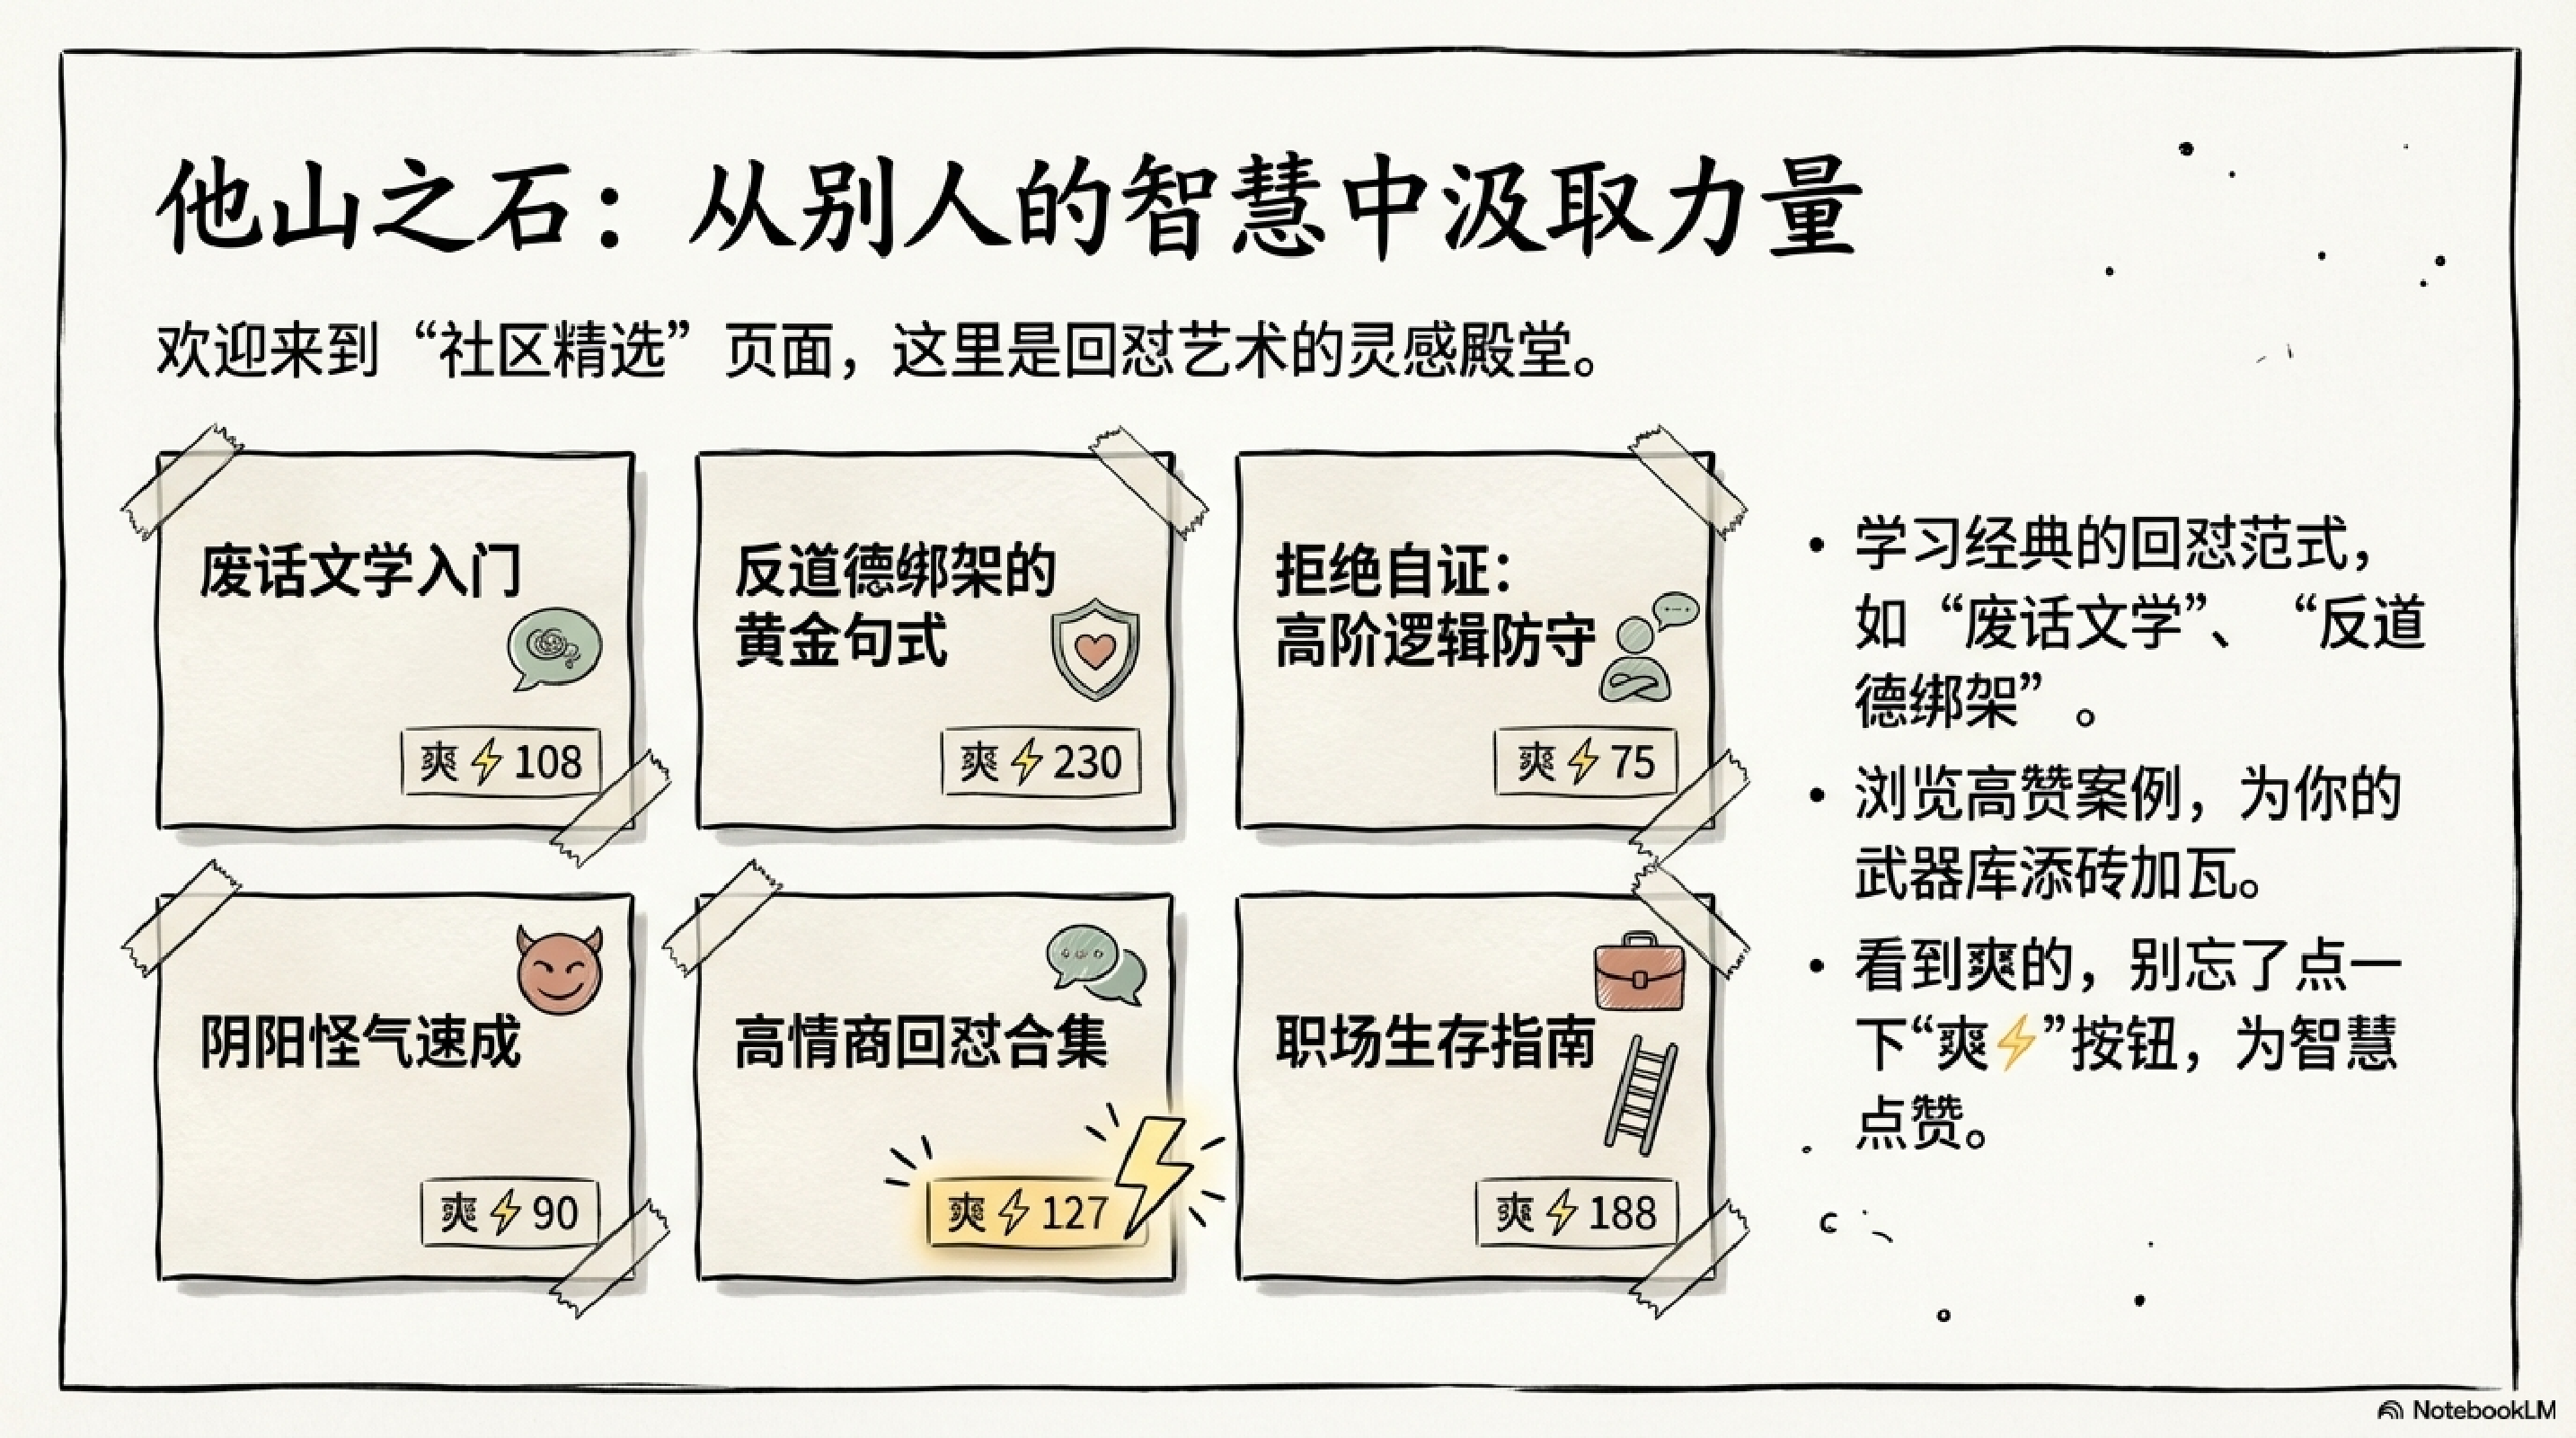 他山之石：从别人的智慧中汲取力量
欢迎来到“社区精选”页面，这里是回怼艺术的灵感殿堂。
废话文学入门
爽⚡108
反道德绑架的
黄金句式
爽⚡230
拒绝自证：
高阶逻辑防守
爽⚡75
阴阳怪气速成
爽⚡90
高情商回怼合集
爽⚡127
职场生存指南
爽⚡188
• 学习经典的回怼范式，
如“废话文学”、“反道
德绑架”。
• 浏览高赞案例，为你的
武器库添砖加瓦。
• 看到爽的，别忘了点一
下“爽⚡”按钮，为智慧
点赞。
NotebookLM